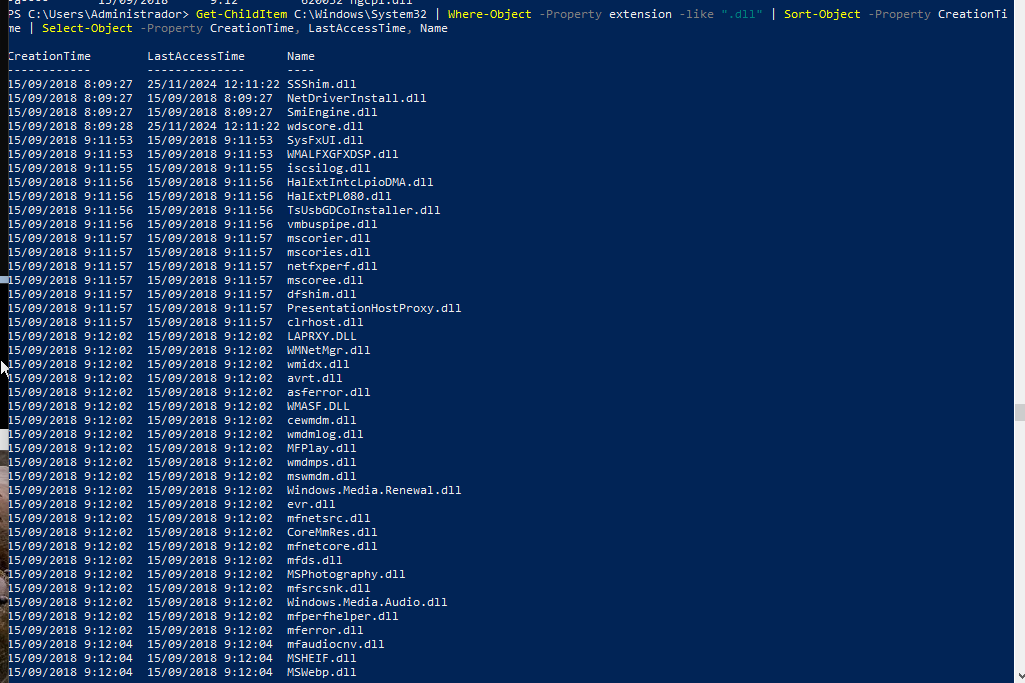 15/09/2018 9:12 620032 ngcpl.dll
PS C:\Users\Administrador> Get-ChildItem C:\Windows\System32 | Where-Object -Property extension -like ".dll" | Sort-Object -Property CreationTi
me | Select-Object -Property CreationTime, LastAccessTime, Name
CreationTime LastAccessTime Name
------------ -------------- ----
15/09/2018 8:09:27 25/11/2024 12:11:22 SSShim.dll
15/09/2018 8:09:27 15/09/2018 8:09:27 NetDriverInstall.dll
15/09/2018 8:09:27 15/09/2018 8:09:27 SmiEngine.dll
15/09/2018 8:09:28 25/11/2024 12:11:22 wdscore.dll
15/09/2018 9:11:53 15/09/2018 9:11:53 SysFxUI.dll
15/09/2018 9:11:53 15/09/2018 9:11:53 WMALFXGFXDSP.dll
15/09/2018 9:11:55 15/09/2018 9:11:55 iscsilog.dll
15/09/2018 9:11:56 15/09/2018 9:11:56 HalExtIntcLpioDMA.dll
15/09/2018 9:11:56 15/09/2018 9:11:56 HalExtPL080.dll
15/09/2018 9:11:56 15/09/2018 9:11:56 TsUsbGDCoInstaller.dll
15/09/2018 9:11:56 15/09/2018 9:11:56 vmbuspipe.dll
15/09/2018 9:11:57 15/09/2018 9:11:57 mscorier.dll
15/09/2018 9:11:57 15/09/2018 9:11:57 mscories.dll
15/09/2018 9:11:57 15/09/2018 9:11:57 netfxperf.dll
15/09/2018 9:11:57 15/09/2018 9:11:57 mscoree.dll
15/09/2018 9:11:57 15/09/2018 9:11:57 dfshim.dll
15/09/2018 9:11:57 15/09/2018 9:11:57 PresentationHostProxy.dll
15/09/2018 9:11:57 15/09/2018 9:11:57 clrhost.dll
15/09/2018 9:12:02 15/09/2018 9:12:02 LAPRXY.DLL
15/09/2018 9:12:02 15/09/2018 9:12:02 WMNetMgr.dll
15/09/2018 9:12:02 15/09/2018 9:12:02 wmidx.dll
15/09/2018 9:12:02 15/09/2018 9:12:02 avrt.dll
15/09/2018 9:12:02 15/09/2018 9:12:02 asferror.dll
15/09/2018 9:12:02 15/09/2018 9:12:02 WMASF.DLL
15/09/2018 9:12:02 15/09/2018 9:12:02 cewmdm.dll
15/09/2018 9:12:02 15/09/2018 9:12:02 wmdmlog.dll
15/09/2018 9:12:02 15/09/2018 9:12:02 MFPlay.dll
15/09/2018 9:12:02 15/09/2018 9:12:02 wmdmps.dll
15/09/2018 9:12:02 15/09/2018 9:12:02 mswmdm.dll
15/09/2018 9:12:02 15/09/2018 9:12:02 Windows.Media.Renewal.dll
15/09/2018 9:12:02 15/09/2018 9:12:02 evr.dll
15/09/2018 9:12:02 15/09/2018 9:12:02 mfnetsrc.dll
15/09/2018 9:12:02 15/09/2018 9:12:02 CoreMmRes.dll
15/09/2018 9:12:02 15/09/2018 9:12:02 mfnetcore.dll
15/09/2018 9:12:02 15/09/2018 9:12:02 mfds.dll
15/09/2018 9:12:02 15/09/2018 9:12:02 MSPhotography.dll
15/09/2018 9:12:02 15/09/2018 9:12:02 mfsrcsnk.dll
15/09/2018 9:12:02 15/09/2018 9:12:02 Windows.Media.Audio.dll
15/09/2018 9:12:02 15/09/2018 9:12:02 mfperfhelper.dll
15/09/2018 9:12:02 15/09/2018 9:12:02 mferror.dll
15/09/2018 9:12:04 15/09/2018 9:12:04 mfaudiocnv.dll
15/09/2018 9:12:04 15/09/2018 9:12:04 MSHEIF.dll
15/09/2018 9:12:04 15/09/2018 9:12:04 MSWebp.dll